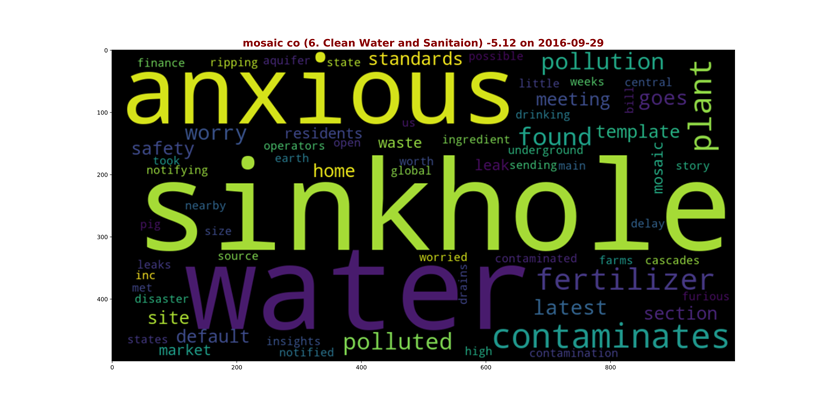 mosaic co (6. Clean Water and Sanitaion) -5.12 on 2016-09-29
0
100
200
300
400
0
200
400
600
800
finance ripping aquifer state standards possible pollution
anxious
little weeks central
meeting bill goes plant
drinking
us
worry residents
safety
operators open waste ingredient found template
underground
took earth worth
notifying home global leak sending main mosaic story
sinkhole
nearby
pig size
delay
source worried contaminated farms cascades
leaks
inc
met
disaster
water
drains
fertilizer
furious
latest
site section
default contaminates
states insights polluted
market notified high contamination